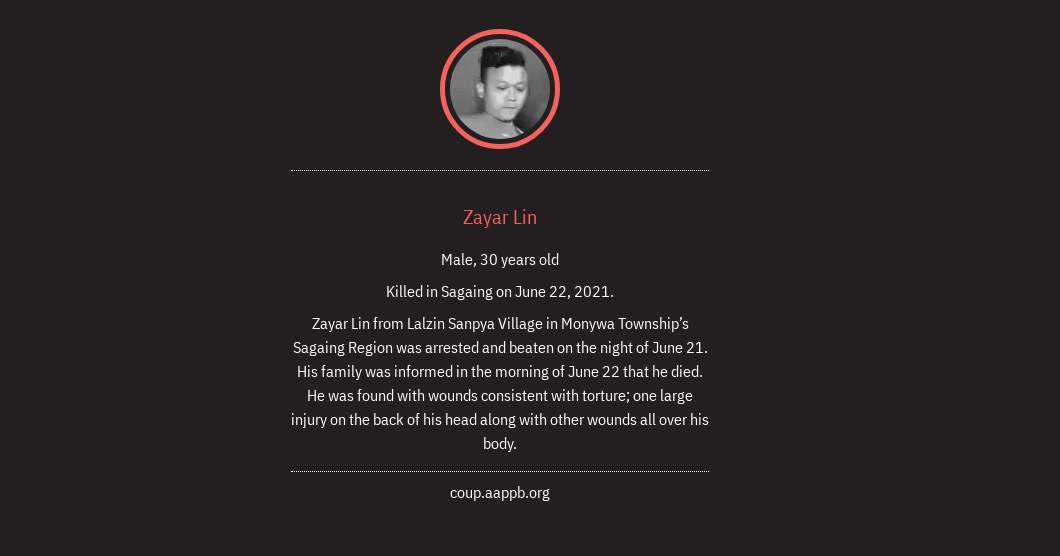 Zayar Lin
Male, 30 years old
Killed in Sagaing on June 22, 2021.
Zayar Lin from Lalzin Sanpya Village in Monywa Township’s
Sagaing Region was arrested and beaten on the night of June 21.
His family was informed in the morning of June 22 that he died.
He was found with wounds consistent with torture; one large
injury on the back of his head along with other wounds all over his
body.
coup.aappb.org